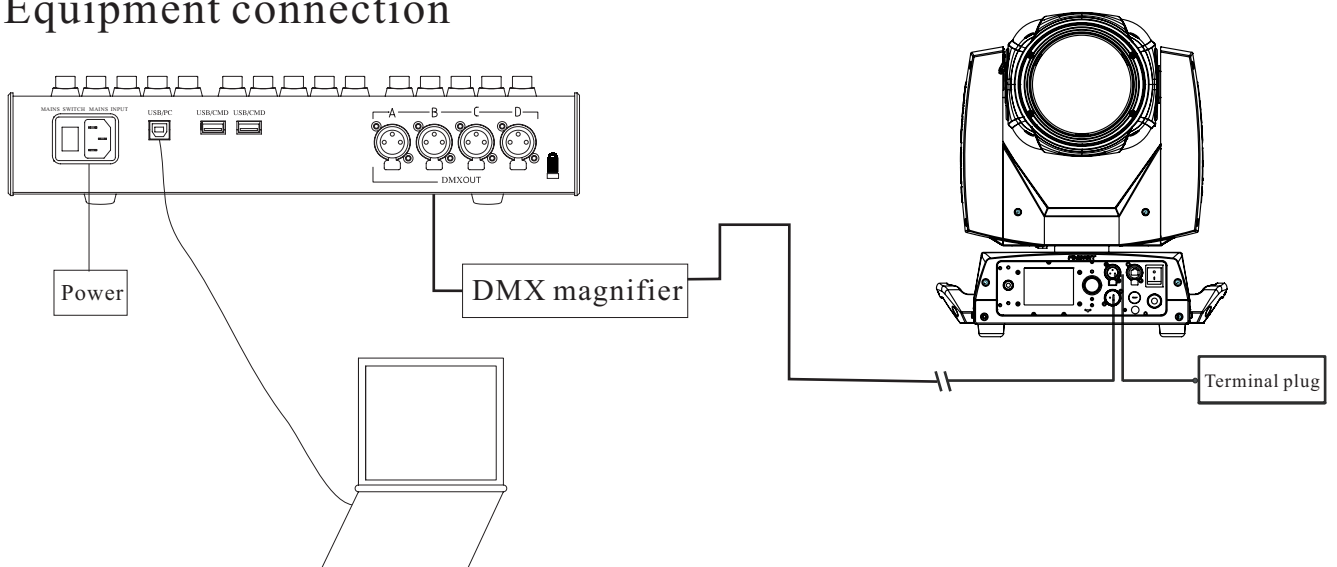 Equipment connection
MAINS SWITCH MAINS INPUT
USB/PC
USB/CMD USB/CMD
A B C D
DMXOUT
Power
DMX magnifier
Terminal plug